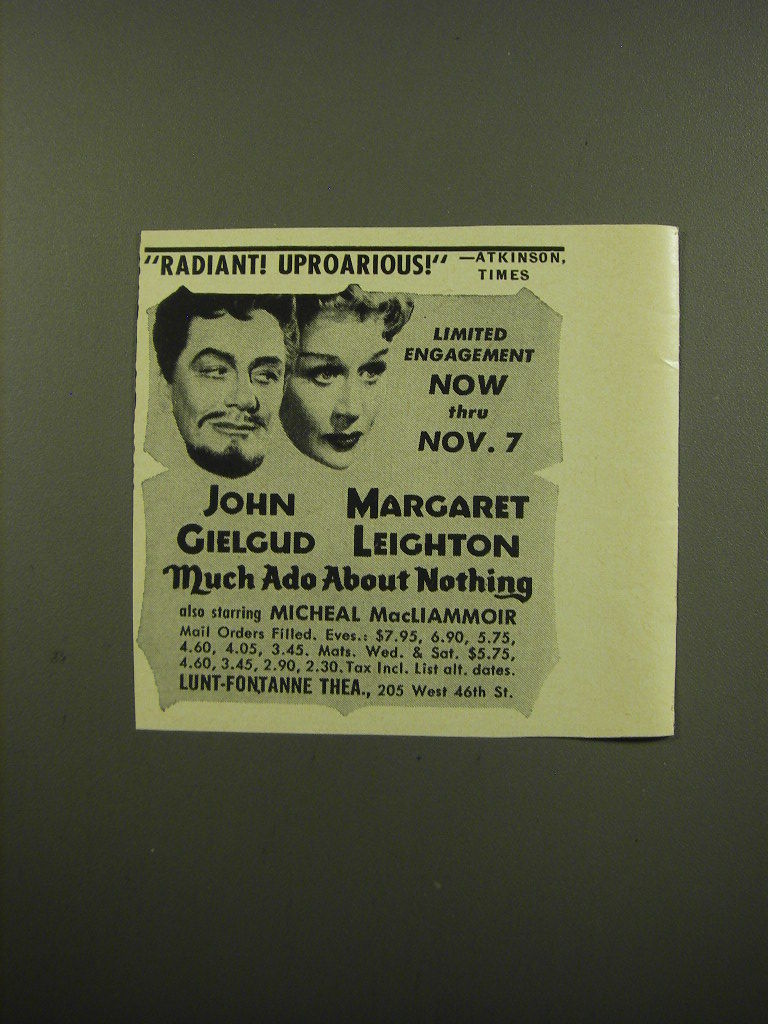 "RADIANT! UPROARIOUS!" —ATKINSON,
TIMES
LIMITED
ENGAGEMENT
NOW
thru
NOV. 7
JOHN MARGARET
GIELGUD LEIGHTON
Much Ado About Nothing
also starring MICHEAL MacLIAMMOIR
Mail Orders Filled. Eves.: $7.95, 6.90, 5.75,
4.60, 4.05, 3.45. Mats. Wed. & Sat. $5.75,
4.60, 3.45, 2.90, 2.30. Tax Incl. List alt. dates.
LUNT-FONTANNE THEA., 205 West 46th St.